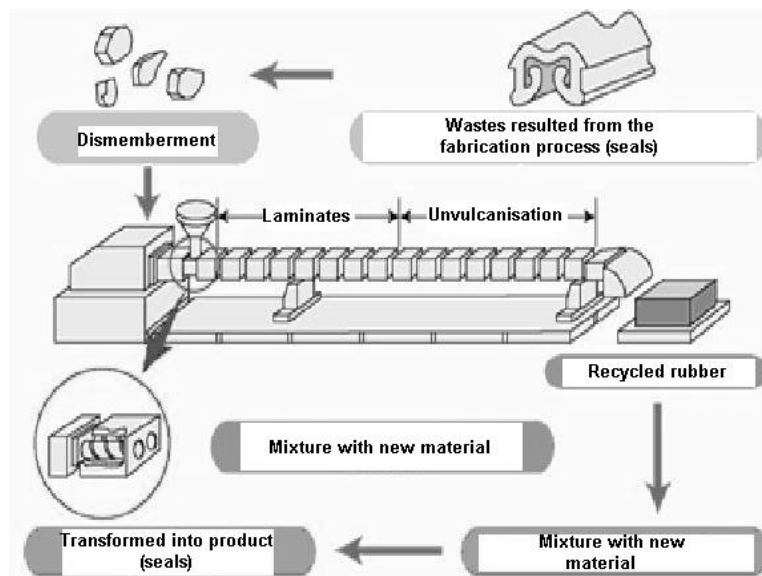 Dismemberment
Wastes resulted from the
fabrication process (seals)
Laminates
Unvulcanisation
Recycled rubber
Mixture with new material
Transformed into product
(seals)
Mixture with new
material